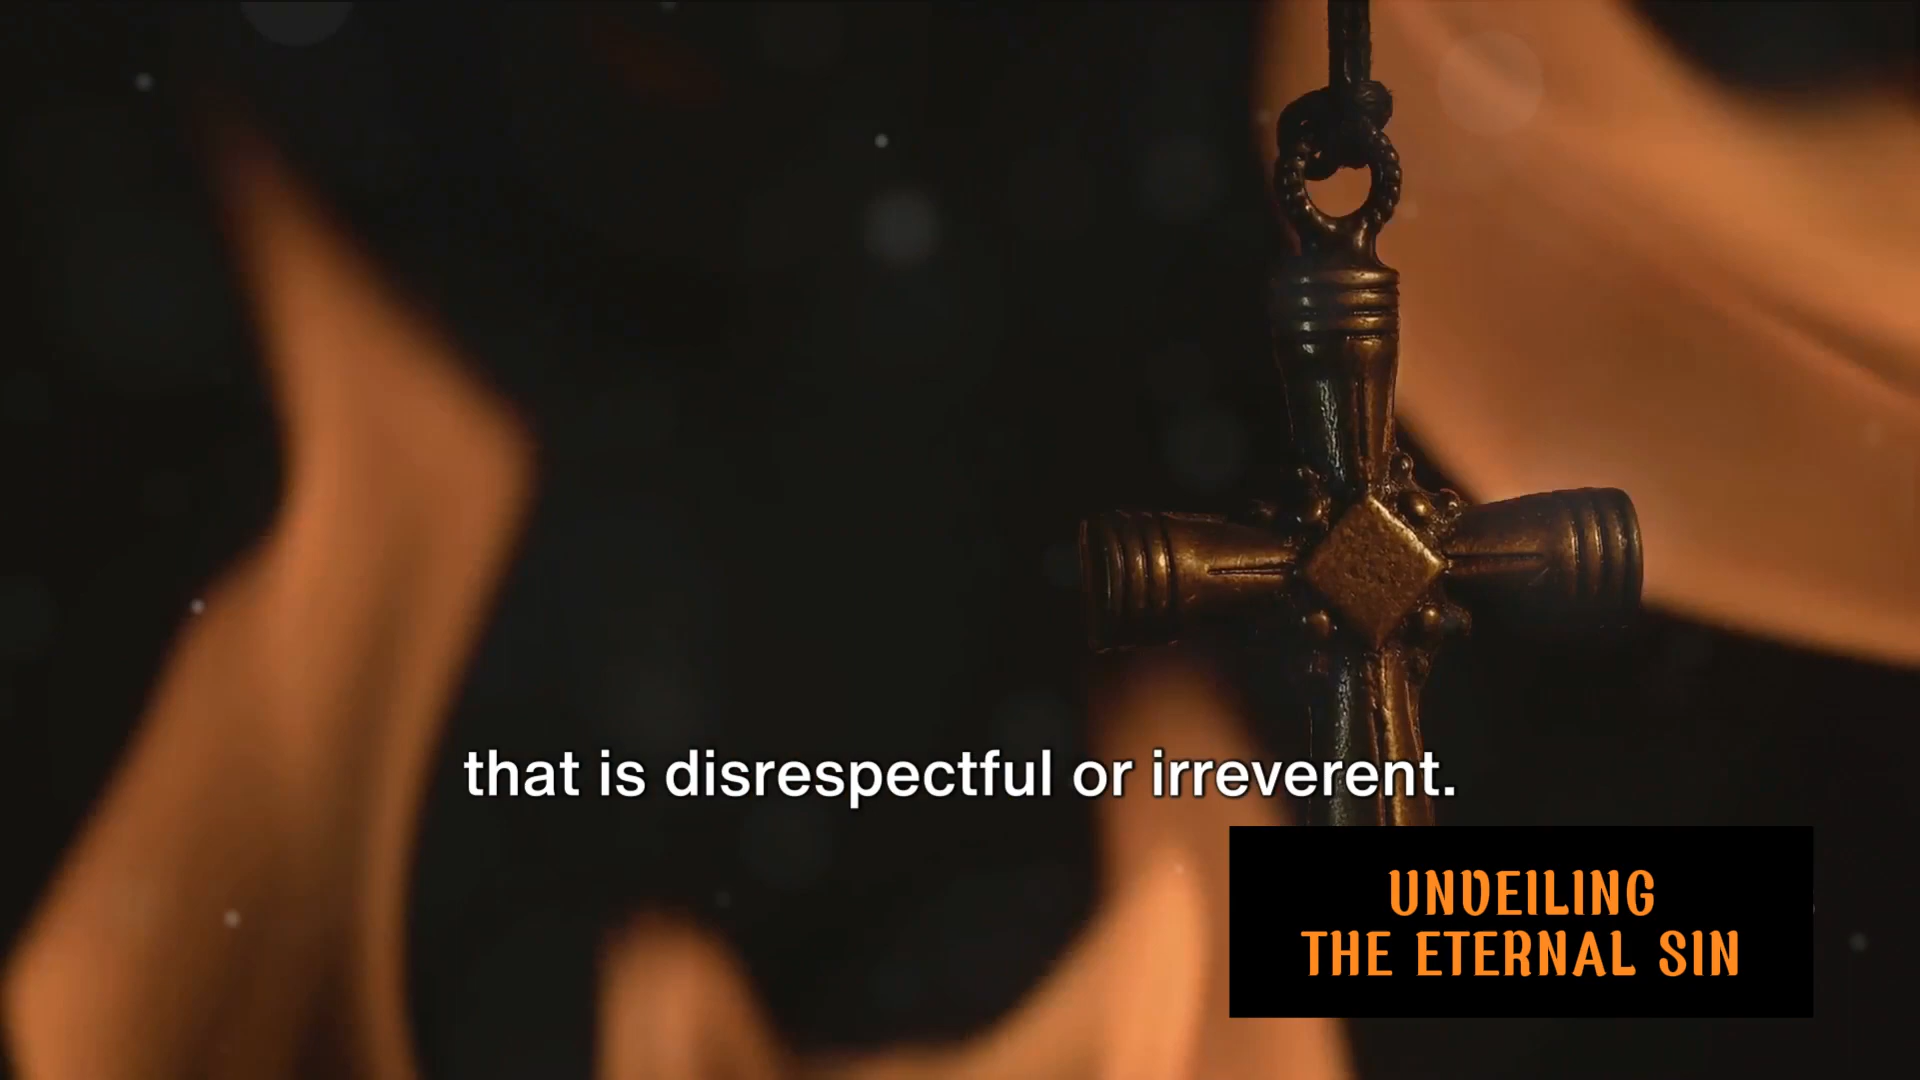 that is disrespectful or irreverent.
UNVEILING
THE ETERNAL SIN